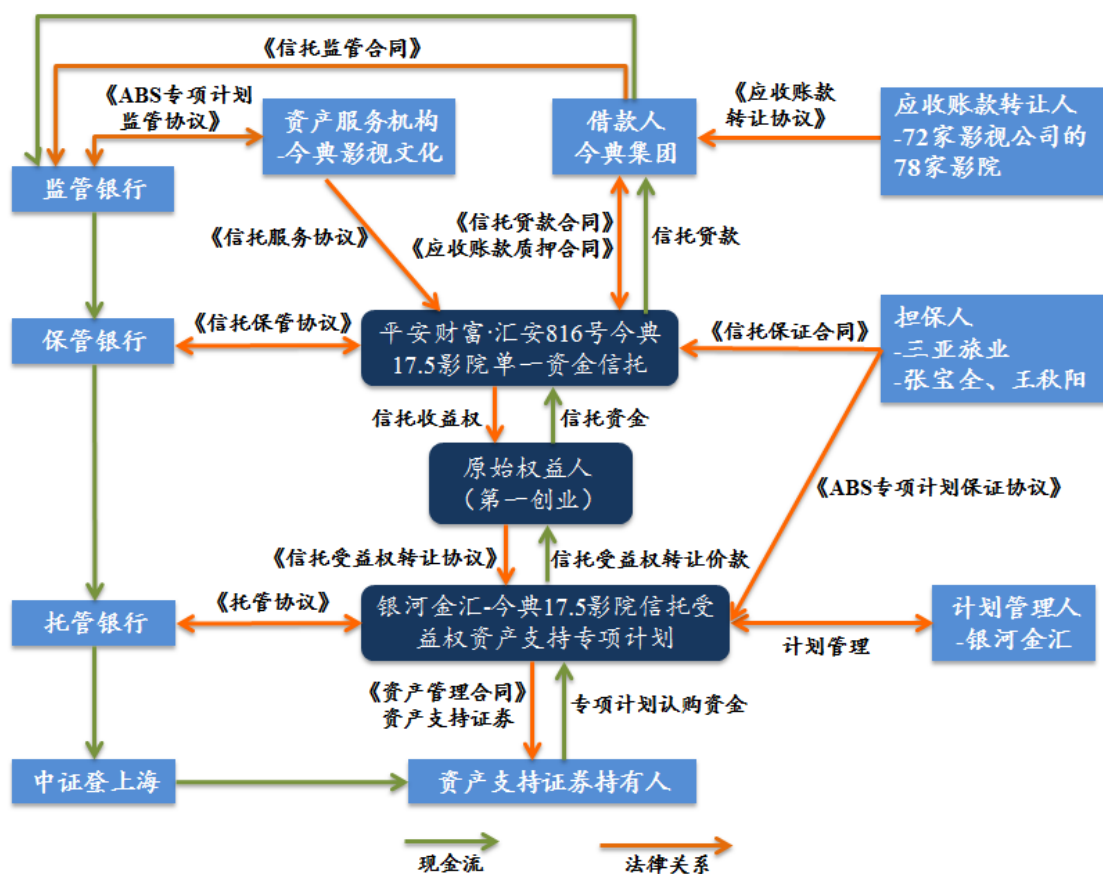 《信托监管合同》
《ABS专项计划
监管协议》
资产服务机构
-今典影视文化
借款人
今典集团
《应收账款
转让协议》
应收账款转让人
-72家影视公司的
78家影院
监管银行
《信托服务协议》
《信托贷款合同》
《应收账款质押合同》
信托贷款
保管银行
《信托保管协议》
平安财富·汇安816号今典
17.5影院单一资金信托
《信托保证合同》
担保人
-三亚旅业
-张宝全、王秋阳
信托收益权
信托资金
原始权益人
（第一创业）
《ABS专项计划保证协议》
《信托受益权转让协议》
信托受益权转让价款
托管银行
《托管协议》
银河金汇-今典17.5影院信托受
益权资产支持专项计划
计划管理
计划管理人
-银河金汇
《资产管理合同》
资产支持证券
专项计划认购资金
中证登上海
资产支持证券持有人
现金流
法律关系